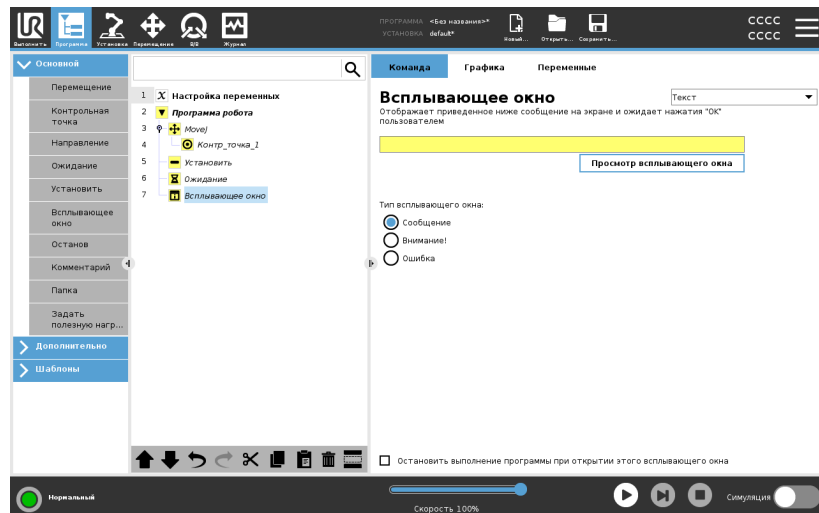 ПРОГРАММА <Без названия>*
УСТАНОВКА default*
Выполнить Программа Установка Перемещение В/В Журнал
Новый... Открыть... Сохранить...
CCCC
CCCC
Основной
Перемещение
Контрольная
точка
Направление
Ожидание
Установить
Всплывающее
окно
Останов
Комментарий
Папка
Задать
полезную нагр...
Дополнительно
Шаблоны
1 X Настройка переменных
2 Программа робота
3 MoveJ
4 Контр_точка_1
5 Установить
6 Ожидание
7 Всплывающее окно
Команда Графика Переменные
Всплывающее окно
Текст
Отображает приведенное ниже сообщение на экране и ожидает нажатия "ОК"
пользователем
Просмотр всплывающего окна
Тип всплывающего окна:
Сообщение
Внимание!
Ошибка
Остановить выполнение программы при открытии этого всплывающего окна
Нормальный
Скорость 100%
Симуляция